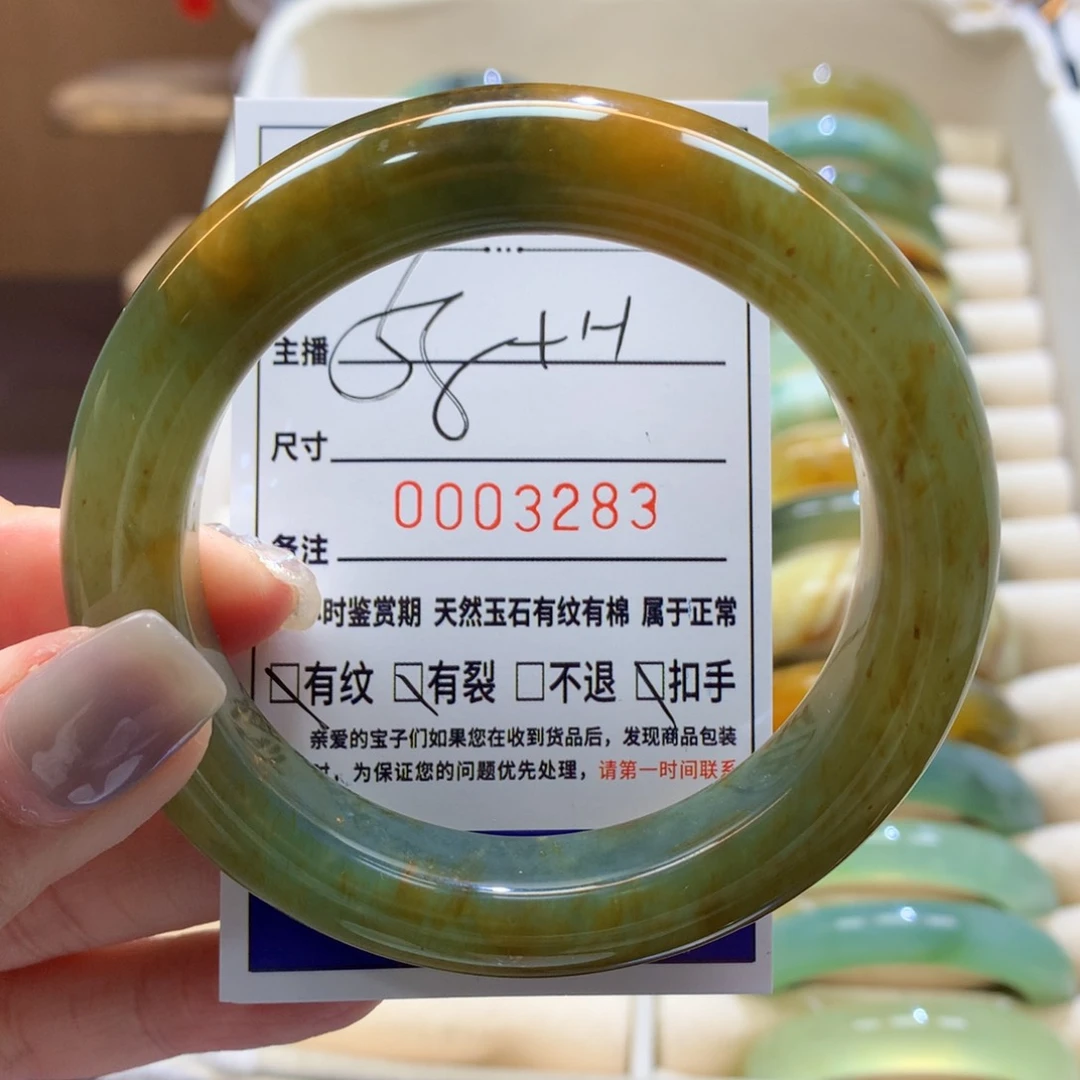 主播 58+H
尺寸
0003283
备注
时鉴赏期 天然玉石有纹有棉 属于正常
有纹 有裂 不退 扣手
亲爱的宝子们如果您在收到货品后，发现商品包装
，为保证您的问题优先处理，请第一时间联系